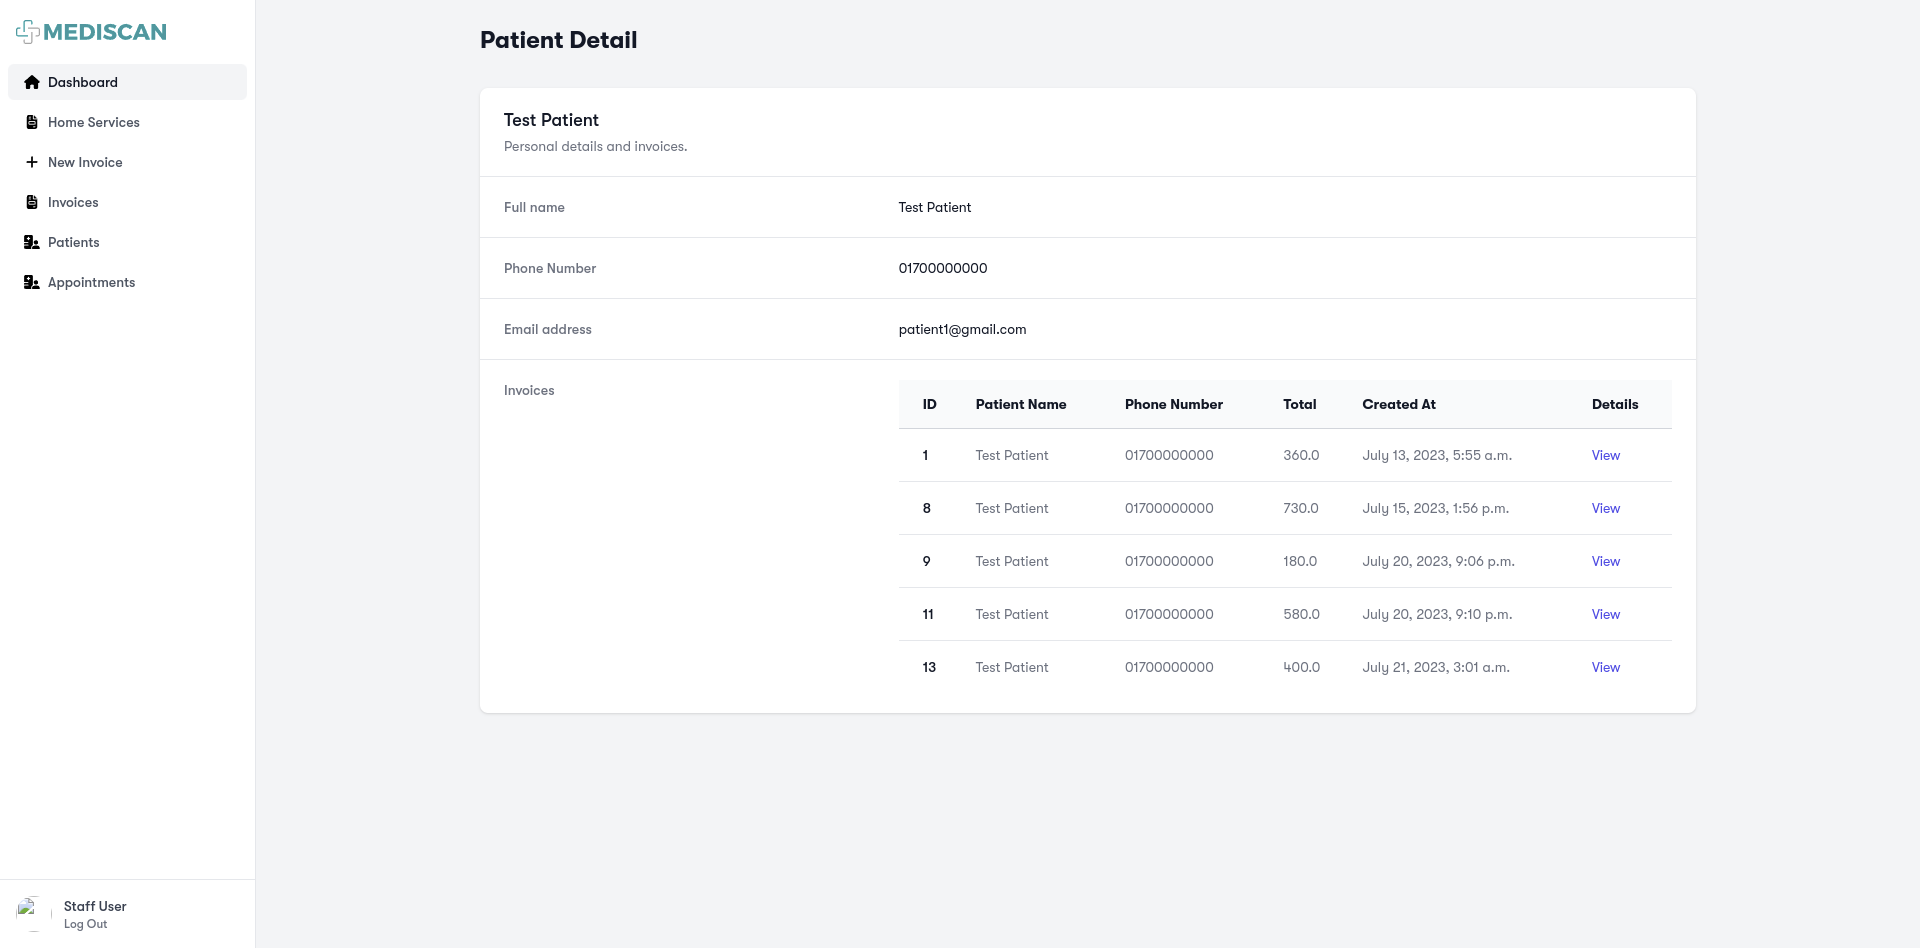 MEDISCAN
Dashboard
Home Services
New Invoice
Invoices
Patients
Appointments
Staff User
Log Out
Patient Detail
Test Patient
Personal details and invoices.
Full name Test Patient
Phone Number 01700000000
Email address patient1@gmail.com
Invoices
ID Patient Name Phone Number Total Created At Details
1 Test Patient 01700000000 360.0 July 13, 2023, 5:55 a.m. View
8 Test Patient 01700000000 730.0 July 15, 2023, 1:56 p.m. View
9 Test Patient 01700000000 180.0 July 20, 2023, 9:06 p.m. View
11 Test Patient 01700000000 580.0 July 20, 2023, 9:10 p.m. View
13 Test Patient 01700000000 400.0 July 21, 2023, 3:01 a.m. View